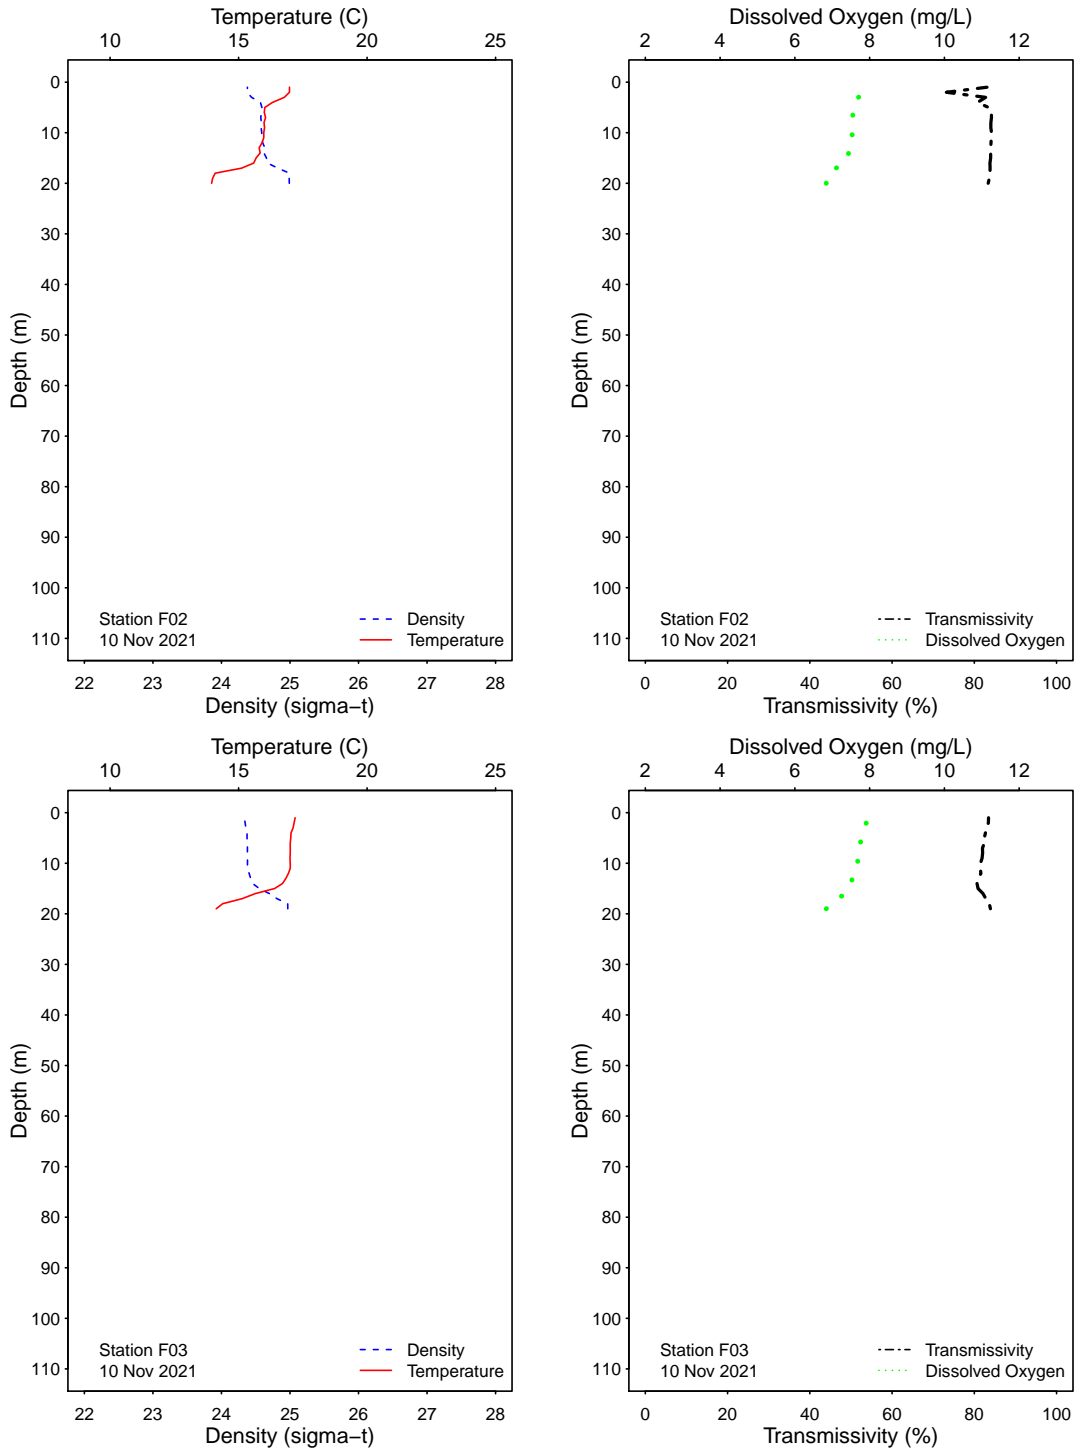 Temperature (C)
10 15 20 25
0
10
20
30
40
50
60
70
80
90
100
110
Depth (m)
Station F02
10 Nov 2021
Density
Temperature
22 23 24 25 26 27 28
Density (sigma−t)
Dissolved Oxygen (mg/L)
2 4 6 8 10 12
0
10
20
30
40
50
60
70
80
90
100
110
Depth (m)
Station F02
10 Nov 2021
Transmissivity
Dissolved Oxygen
0 20 40 60 80 100
Transmissivity (%)
Temperature (C)
10 15 20 25
0
10
20
30
40
50
60
70
80
90
100
110
Depth (m)
Station F03
10 Nov 2021
Density
Temperature
22 23 24 25 26 27 28
Density (sigma−t)
Dissolved Oxygen (mg/L)
2 4 6 8 10 12
0
10
20
30
40
50
60
70
80
90
100
110
Depth (m)
Station F03
10 Nov 2021
Transmissivity
Dissolved Oxygen
0 20 40 60 80 100
Transmissivity (%)